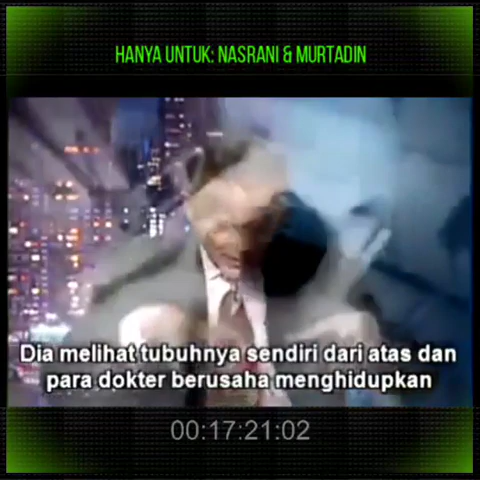 HANYA UNTUK: NASRANI & MURTADIN
Dia melihat tubuhnya sendiri dari atas dan
para dokter berusaha menghidupkan
00:17:21:02